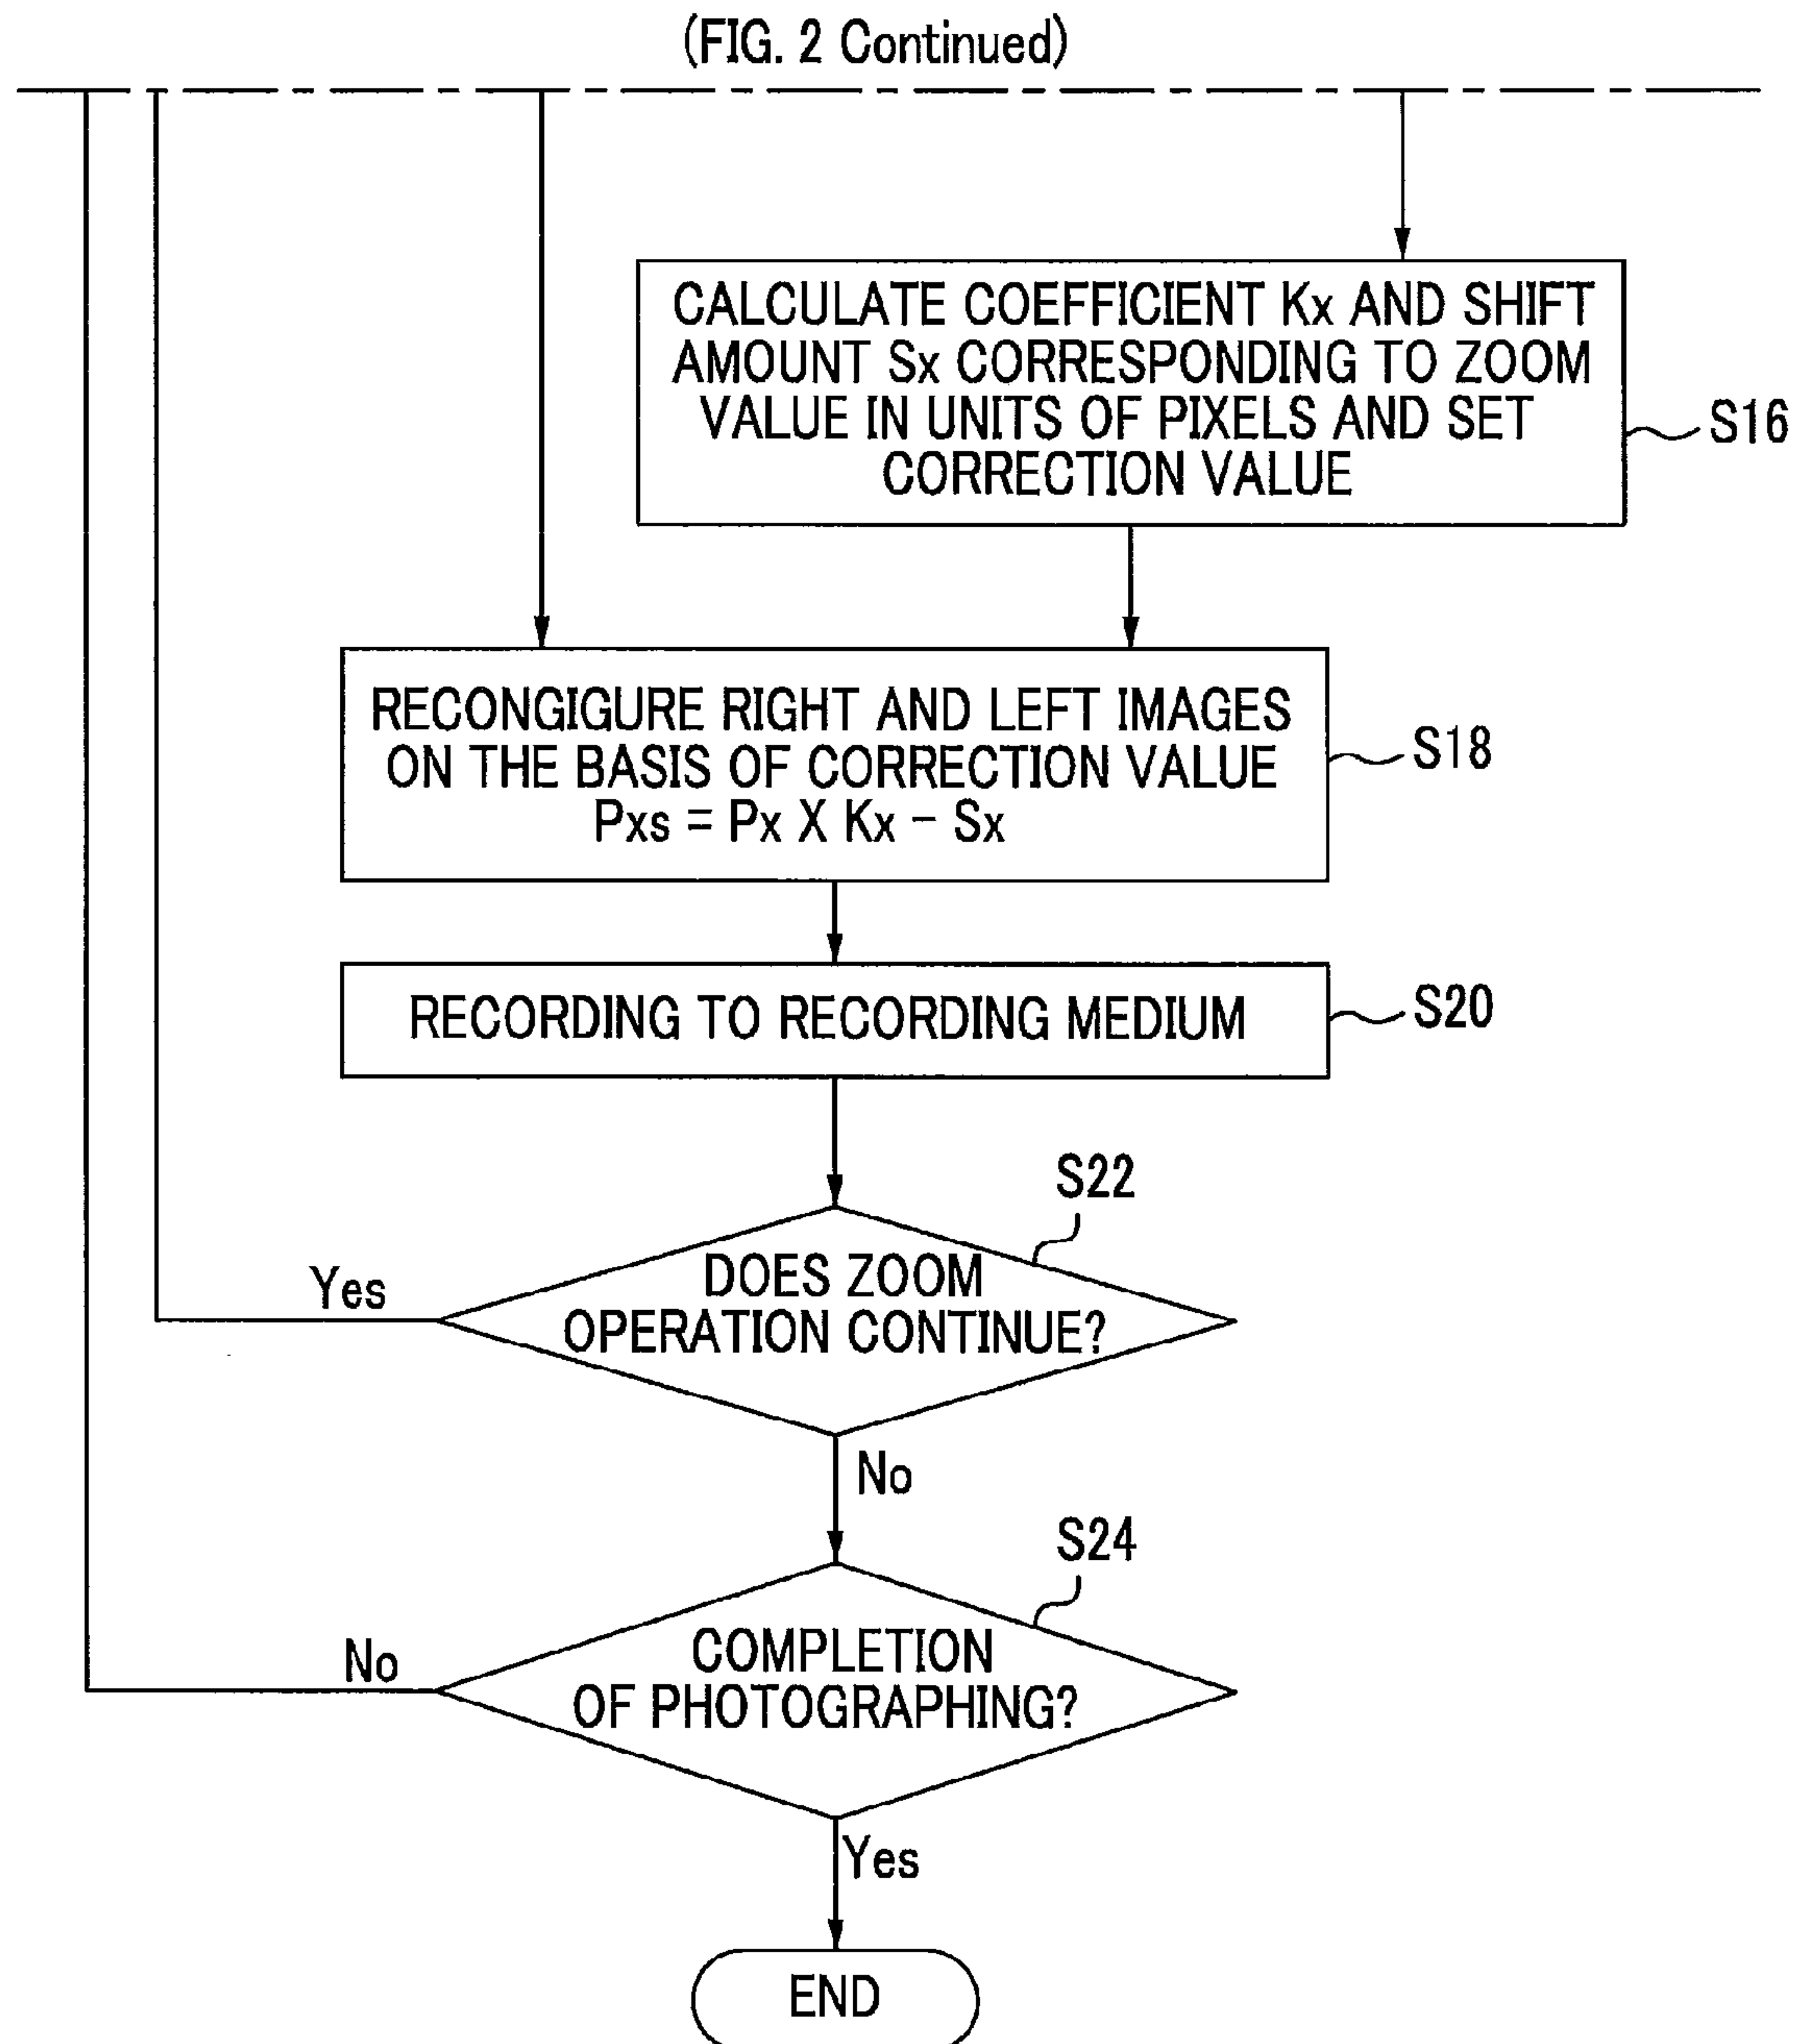 (FIG. 2 Continued)
CALCULATE COEFFICIENT Kx AND SHIFT
AMOUNT Sx CORRESPONDING TO ZOOM
VALUE IN UNITS OF PIXELS AND SET
CORRECTION VALUE
S16
RECONGIGURE RIGHT AND LEFT IMAGES
ON THE BASIS OF CORRECTION VALUE
Pxs = Px X Kx - Sx
S18
RECORDING TO RECORDING MEDIUM
S20
S22
DOES ZOOM
OPERATION CONTINUE?
Yes
No
S24
COMPLETION
OF PHOTOGRAPHING?
No
Yes
END